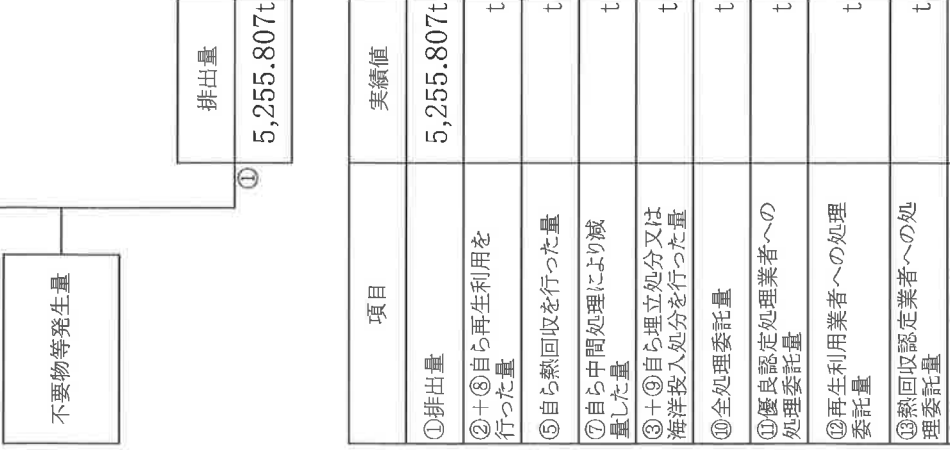 不要物等発生量
排出量
①
5,255.807t
項目
実績値
①排出量
5,255.807t
②+⑧自ら再生利用を
行った量
t
⑤自ら熱回収を行った量
t
⑦自ら中間処理により減
量した量
t
③+⑨自ら埋立処分又は
海洋投入処分を行った量
t
⑩全処理委託量
t
⑪優良認定処理業者への
処理委託量
t
⑫再生利用業者への処理
委託量
t
⑬熱回収認定業者への処
理委託量
t